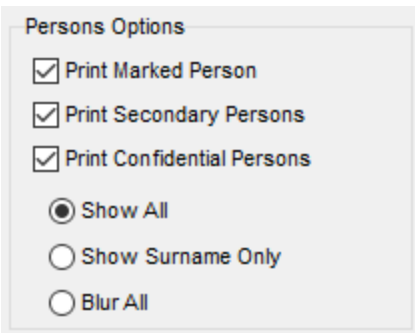 Persons Options
Print Marked Person
Print Secondary Persons
Print Confidential Persons
Show All
Show Surname Only
Blur All